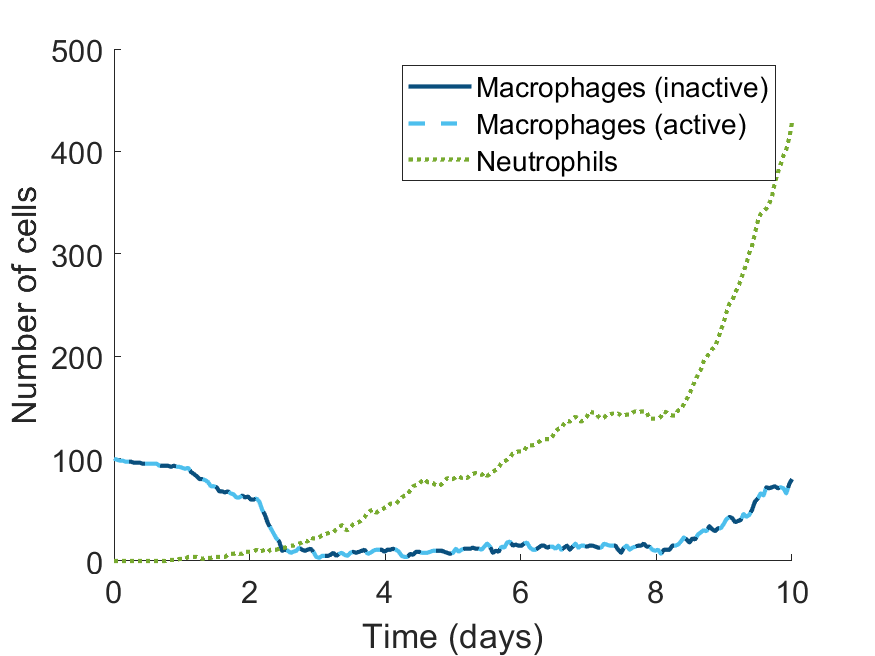 500
400
300
200
100
0
Number of cells
Macrophages (inactive)
Macrophages (active)
Neutrophils
0 2 4 6 8 10
Time (days)